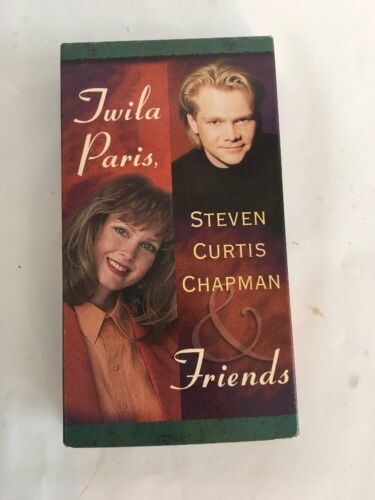 Twila
Paris,
STEVEN
CURTIS
CHAPMAN
&
Friends